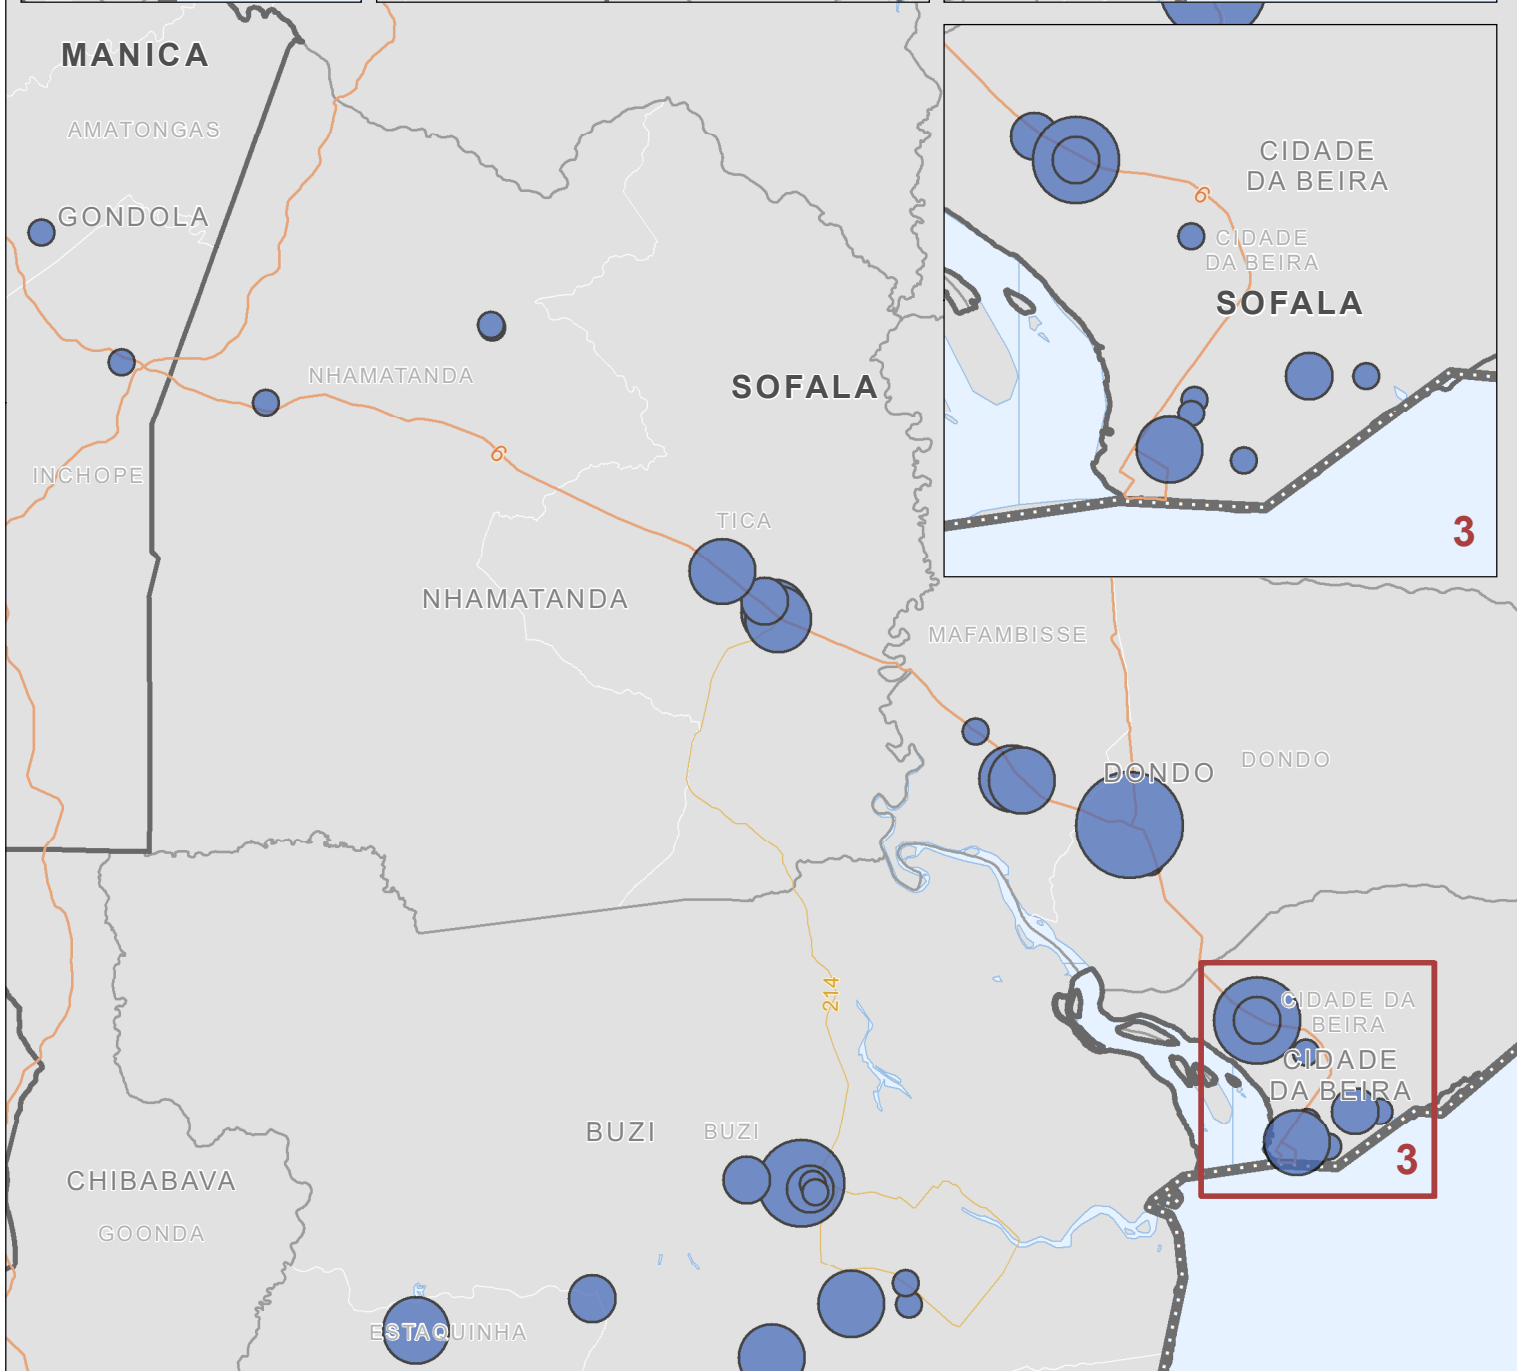 MANICA
AMATONGAS
GONDOLA
CIDADE
DA BEIRA
6
CIDADE
DA BEIRA
SOFALA
3
NHAMATANDA
SOFALA
INCHOPE
6
TICA
NHAMATANDA
MAFAMBISSE
DONDO
DONDO
214
CIDADE DA
BEIRA
CIDADE
DA BEIRA
3
BUZI
BUZI
CHIBABAVA
GOONDA
ESTAQUINHA